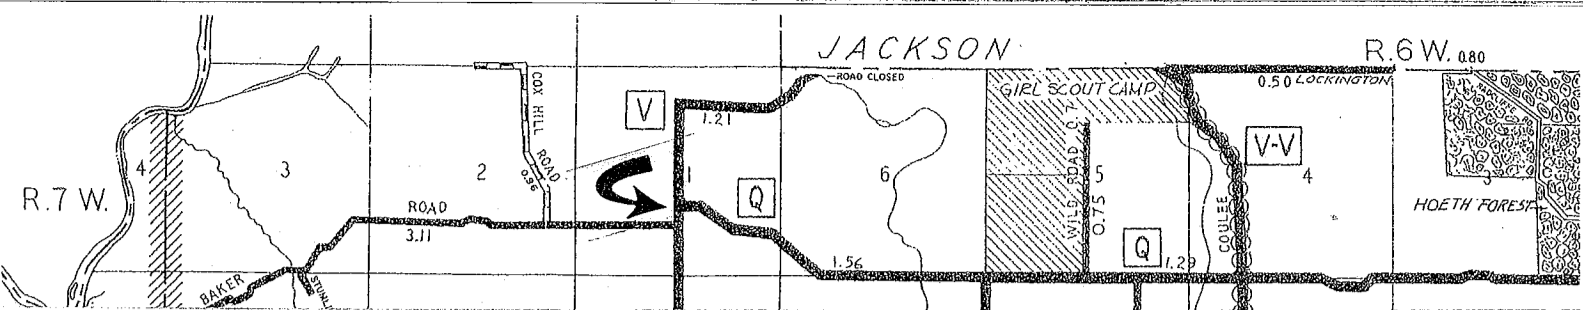 JACKSON
R.6W.
0.80
ROAD CLOSED
GIRL SCOUT CAMP
0.50 LOCKINGTON
COX HILL
ROAD
0.96
V
1.21
V-V
4
3
2
1
6
5
4
3
R.7 W.
ROAD
3.11
Q
WILD ROAD 0.7
0.75
HOETH FOREST
COULEE
Q
1.29
1.56
BAKER